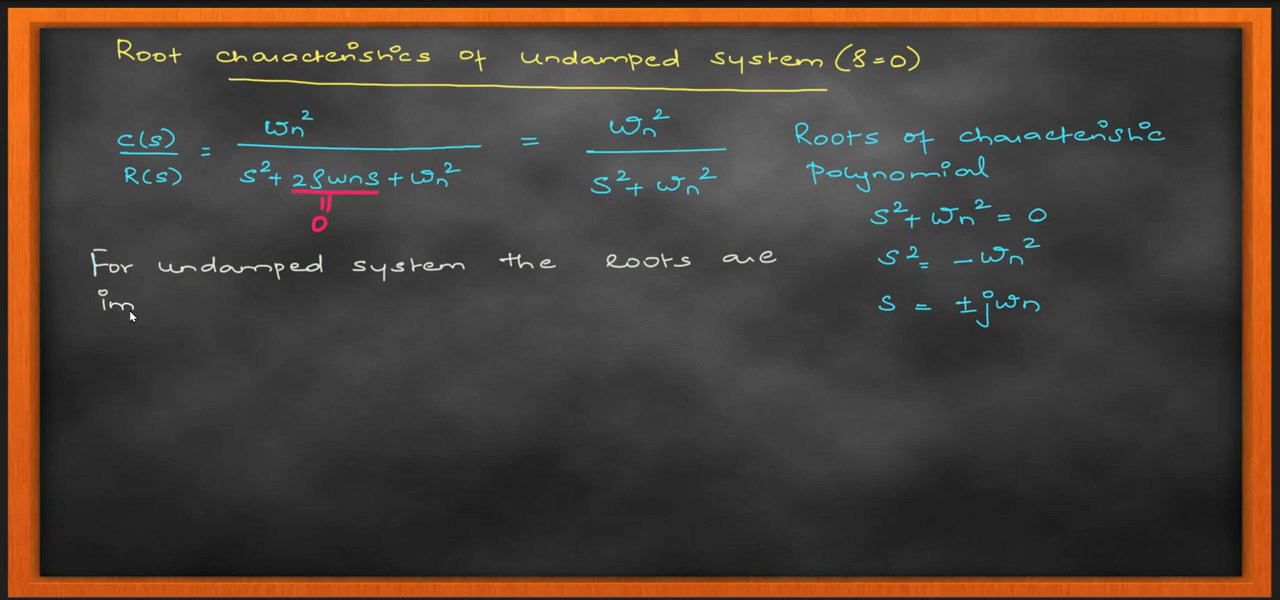 Root characteristics of undamped system (ζ=0)
C(s)/R(s) = ωn²/(s²+2ζωns+ωn²) = ωn²/(s²+ωn²)
0
Roots of characteristic
polynomial
s²+ωn²=0
s²=-ωn²
s = ±jωn
For undamped system the Roots are
im